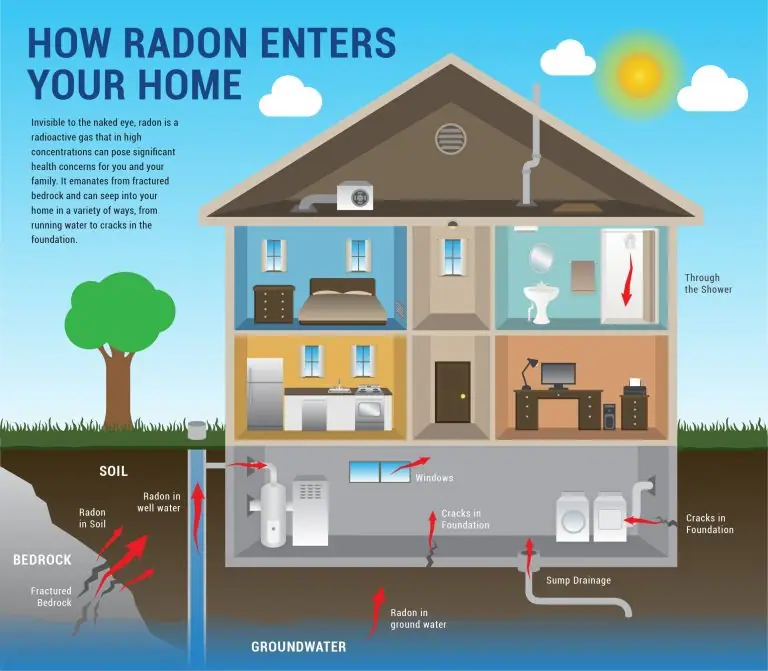 HOW RADON ENTERS
YOUR HOME
Invisible to the naked eye, radon is a
radioactive gas that in high
concentrations can pose significant
health concerns for you and your
family. It emanates from fractured
bedrock and can seep into your
home in a variety of ways, from
running water to cracks in the
foundation.
Through
the Shower
SOIL
Windows
Radon in
well water
Radon
in Soil
Cracks in
Foundation
Cracks in
Foundation
BEDROCK
Fractured
Bedrock
Sump Drainage
Radon in
ground water
GROUNDWATER